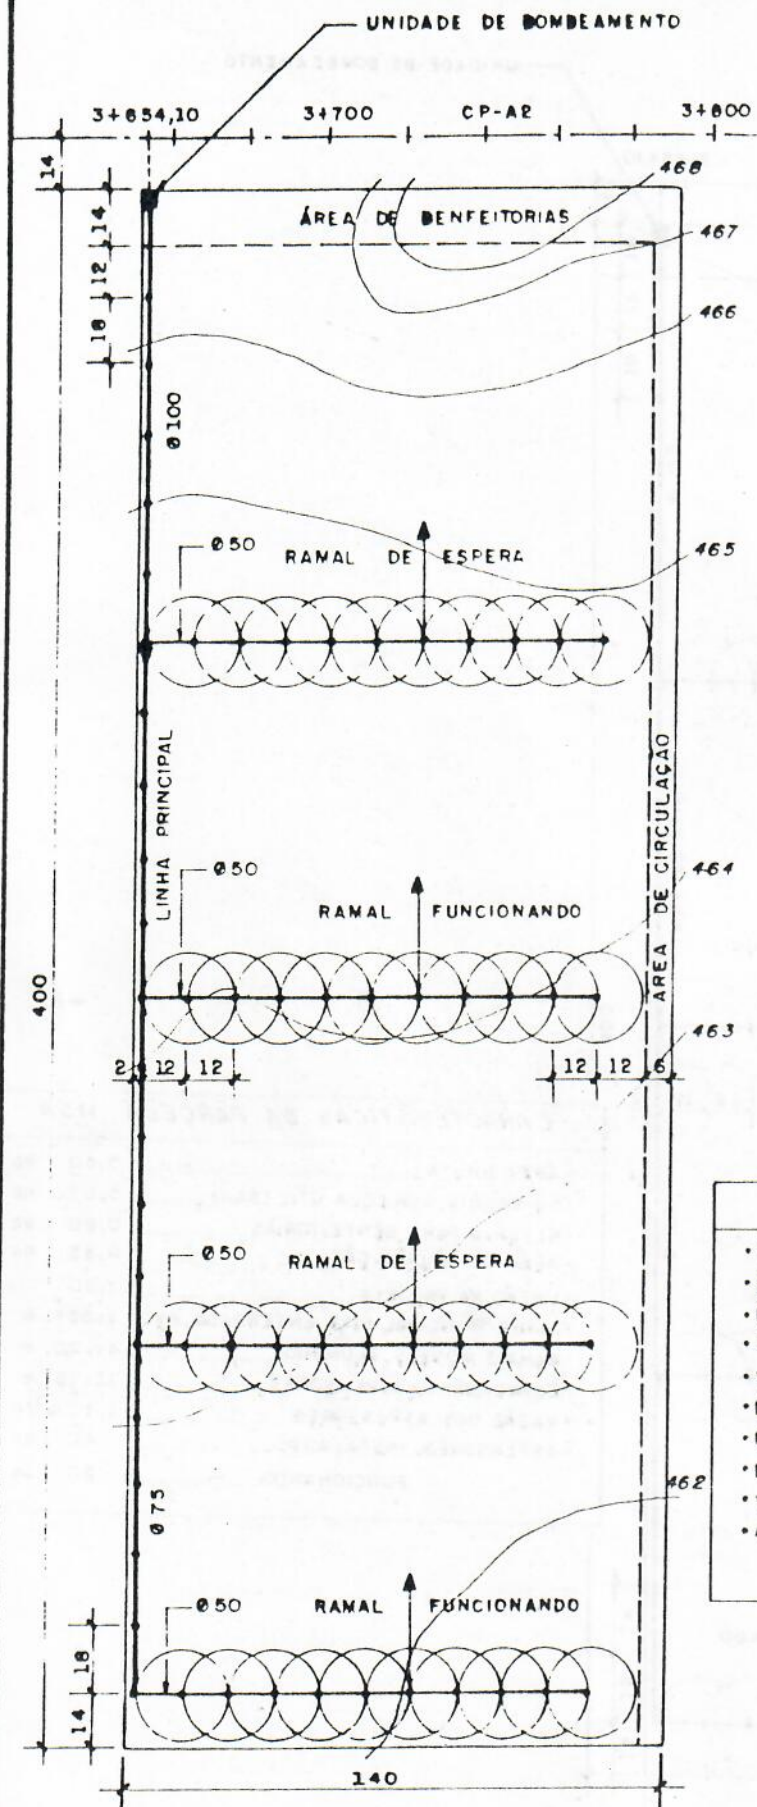 UNIDADE DE BOMBEAMENTO
3+654,10 3+700 CP-A2 3+800
14
468
ÁREA DE BENFEITORIAS
14
467
12
466
18
Ø100
Ø50
RAMAL DE ESPERA
465
LINHA PRINCIPAL
ÁREA DE CIRCULAÇÃO
Ø50
464
RAMAL FUNCIONANDO
400
463
2 12 12 12 12 6
RAMAL DE ESPERA
Ø50
462
Ø75
Ø50
RAMAL FUNCIONANDO
18
14
140